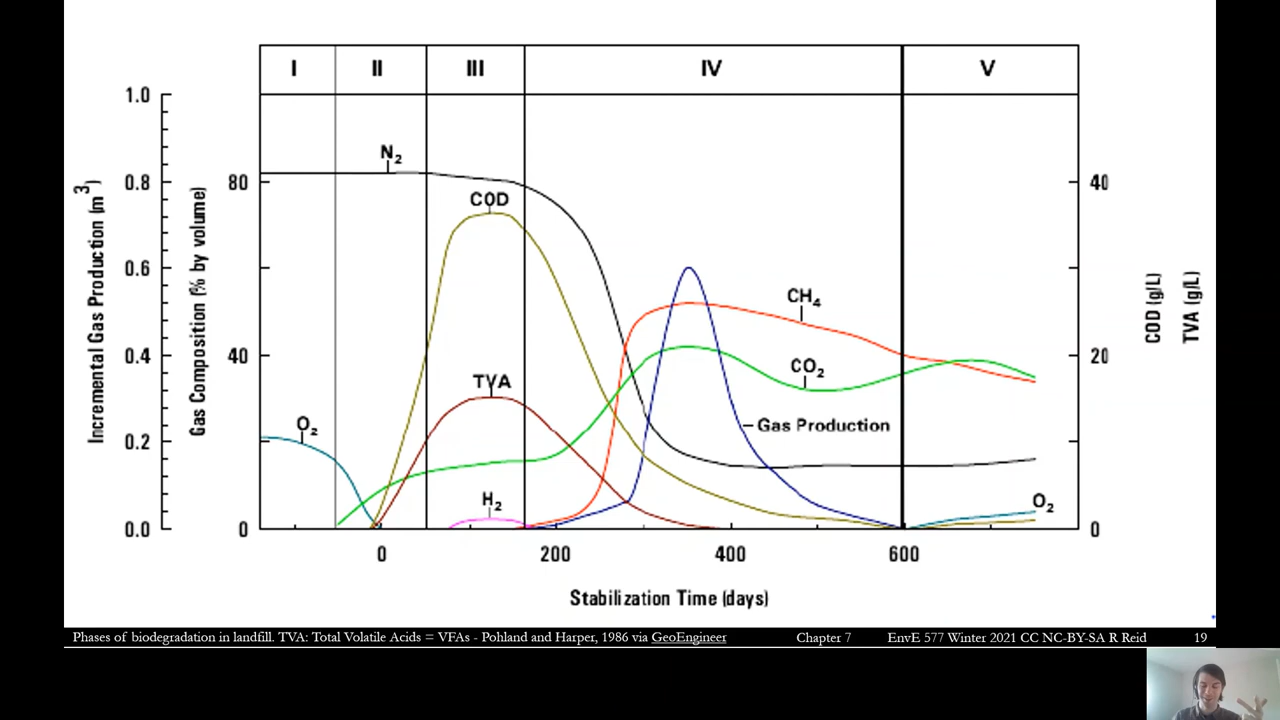 I II III IV V
1.0
0.8
0.6
0.4
0.2
0.0
Incremental Gas Production (m³)
80
40
0
Gas Composition (% by volume)
N₂
COD
TVA
O₂
H₂
CH₄
CO₂
Gas Production
O₂
40
20
0
COD (g/L)
TVA (g/L)
0 200 400 600
Stabilization Time (days)
Phases of biodegradation in landfill. TVA: Total Volatile Acids = VFAs - Pohland and Harper, 1986 via GeoEngineer Chapter 7 EnvE 577 Winter 2021 CC NC-BY-SA R Reid 19